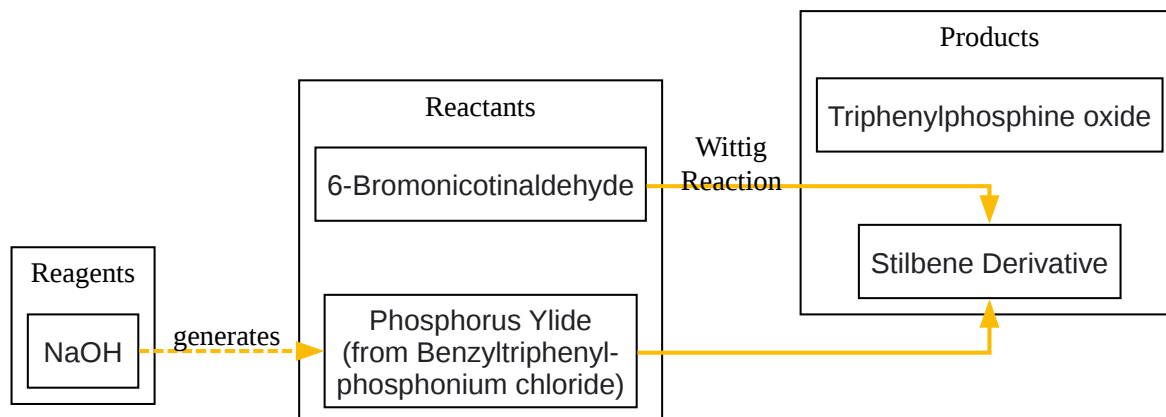 Reagents
NaOH
generates
Reactants
6-Bromonicotinaldehyde
Phosphorus Ylide
(from Benzyltriphenyl-
phosphonium chloride)
Wittig
Reaction
Products
Triphenylphosphine oxide
Stilbene Derivative